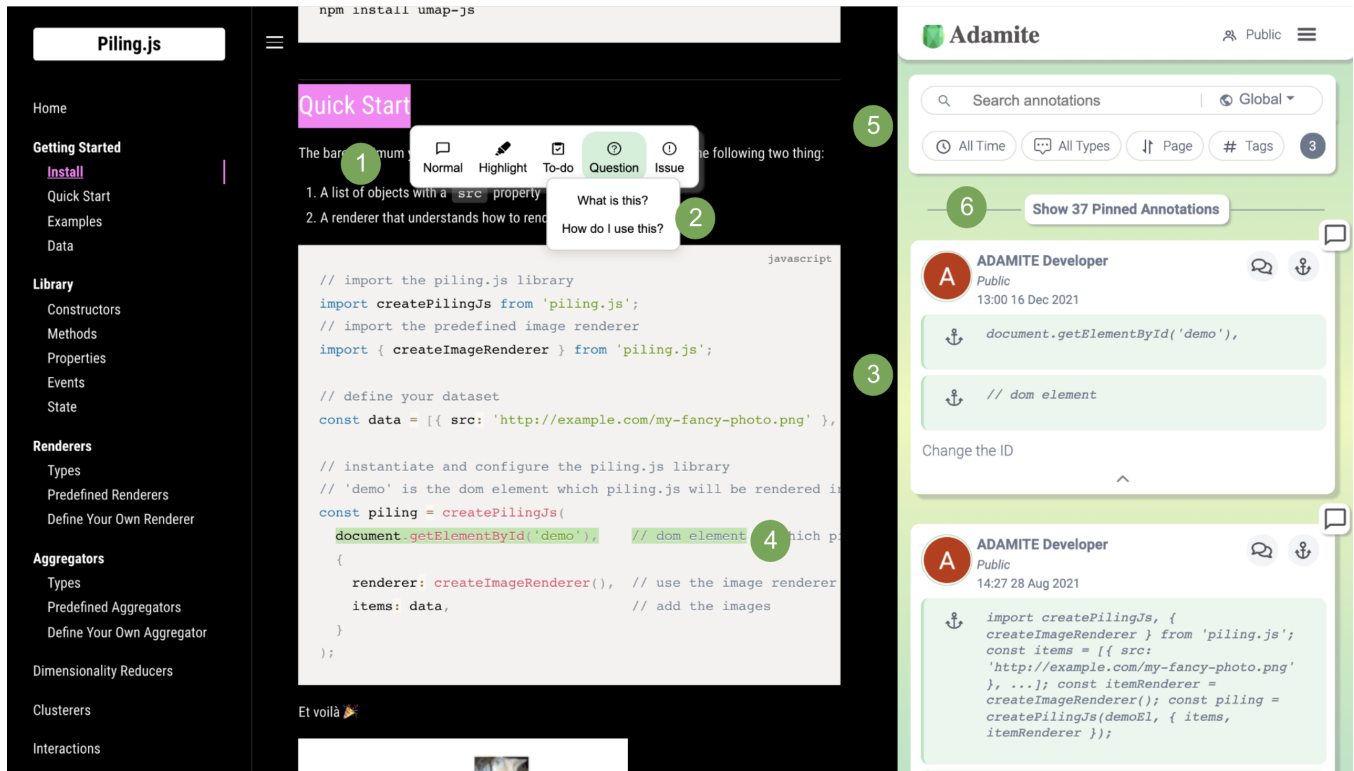 Piling.js
Home
Getting Started
Install
Quick Start
Examples
Data
Library
Constructors
Methods
Properties
Events
State
Renderers
Types
Predefined Renderers
Define Your Own Renderer
Aggregators
Types
Predefined Aggregators
Define Your Own Aggregator
Dimensionality Reducers
Clusterers
Interactions
npm install umap-js
Quick Start
The bare ne following two thing:
1
Normal
Highlight
To-do
Question
Issue
What is this?
How do I use this?
2
1. A list of objects with a src property
2. A renderer that understands how to
javascript
// import the piling.js library
import createPilingJs from 'piling.js';
// import the predefined image renderer
import { createImageRenderer } from 'piling.js';
// define your dataset
const data = [{ src: 'http://example.com/my-fancy-photo.png' },
// instantiate and configure the piling.js library
// 'demo' is the dom element which piling.js will be rendered
const piling = createPilingJs(
document.getElementById('demo'), // dom element
4
{
renderer: createImageRenderer(), // use the image renderer
items: data, // add the images
}
);
Et voilà 🎉
5
3
Adamite
Public
Search annotations
Global
All Time
All Types
Page
# Tags
3
6
Show 37 Pinned Annotations
A
ADAMITE Developer
Public
13:00 16 Dec 2021
document.getElementById('demo'),
// dom element
Change the ID
A
ADAMITE Developer
Public
14:27 28 Aug 2021
import createPilingJs, {
createImageRenderer } from 'piling.js';
const items = [{ src:
'http://example.com/my-fancy-photo.png'
}, ...]; const itemRenderer =
createImageRenderer(); const piling =
createPilingJs(demoEl, { items,
itemRenderer });